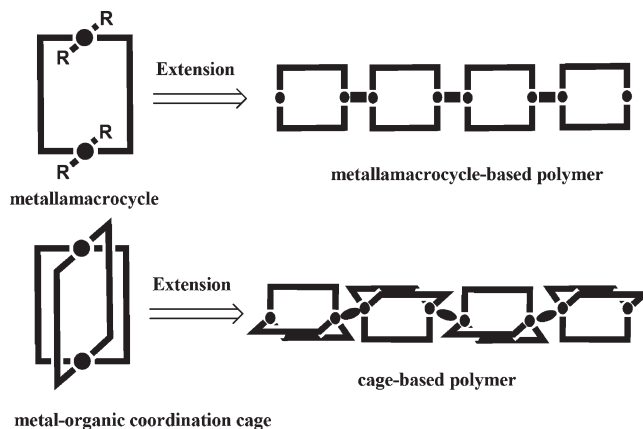 R
R
Extension
R
R
metallamacrocycle
metallamacrocycle-based polymer
Extension
cage-based polymer
metal-organic coordination cage